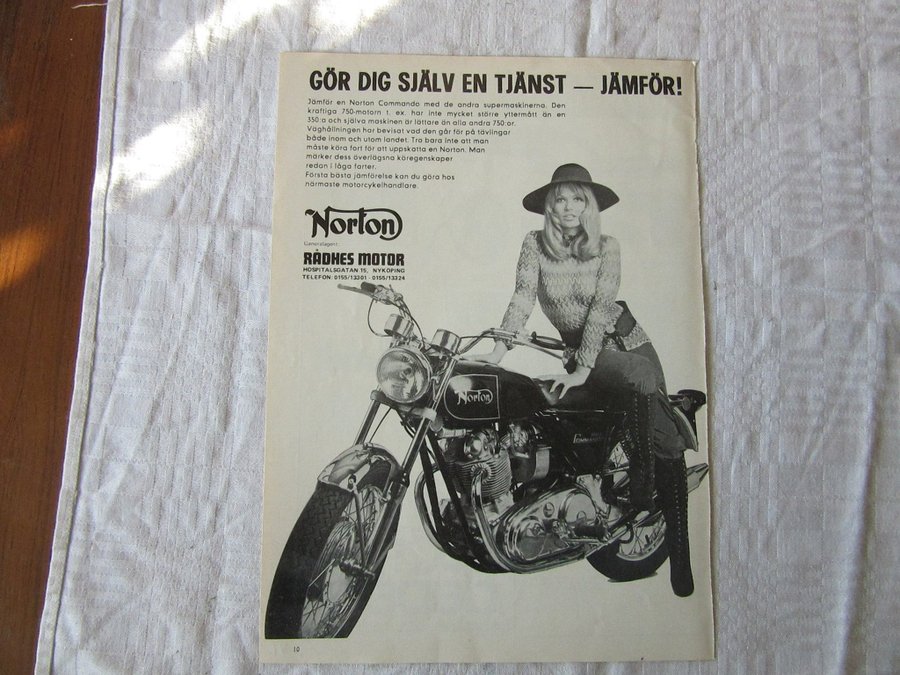 GÖR DIG SJÄLV EN TJÄNST — JÄMFÖR!
Jämför en Norton Commando med de andra supermaskinerna. Den
kraftiga 750-motorn t. ex. har inte mycket större yttermått än en
350:a och själva maskinen är lättare än alla andra 750:or.
Väghållningen har bevisat vad den går för på tävlingar
både inom och utom landet. Tro bara inte att man
måste köra fort för att uppskatta en Norton. Man
märker dess överlägsna köregenskaper
redan i låga farter.
Första bästa jämförelse kan du göra hos
närmaste motorcykelhandlare.
Norton
Generalagent:
RÅDHES MOTOR
HOSPITALSGATAN 15, NYKÖPING
TELEFON: 0155/13301 - 0155/13324
Norton
Commando
10